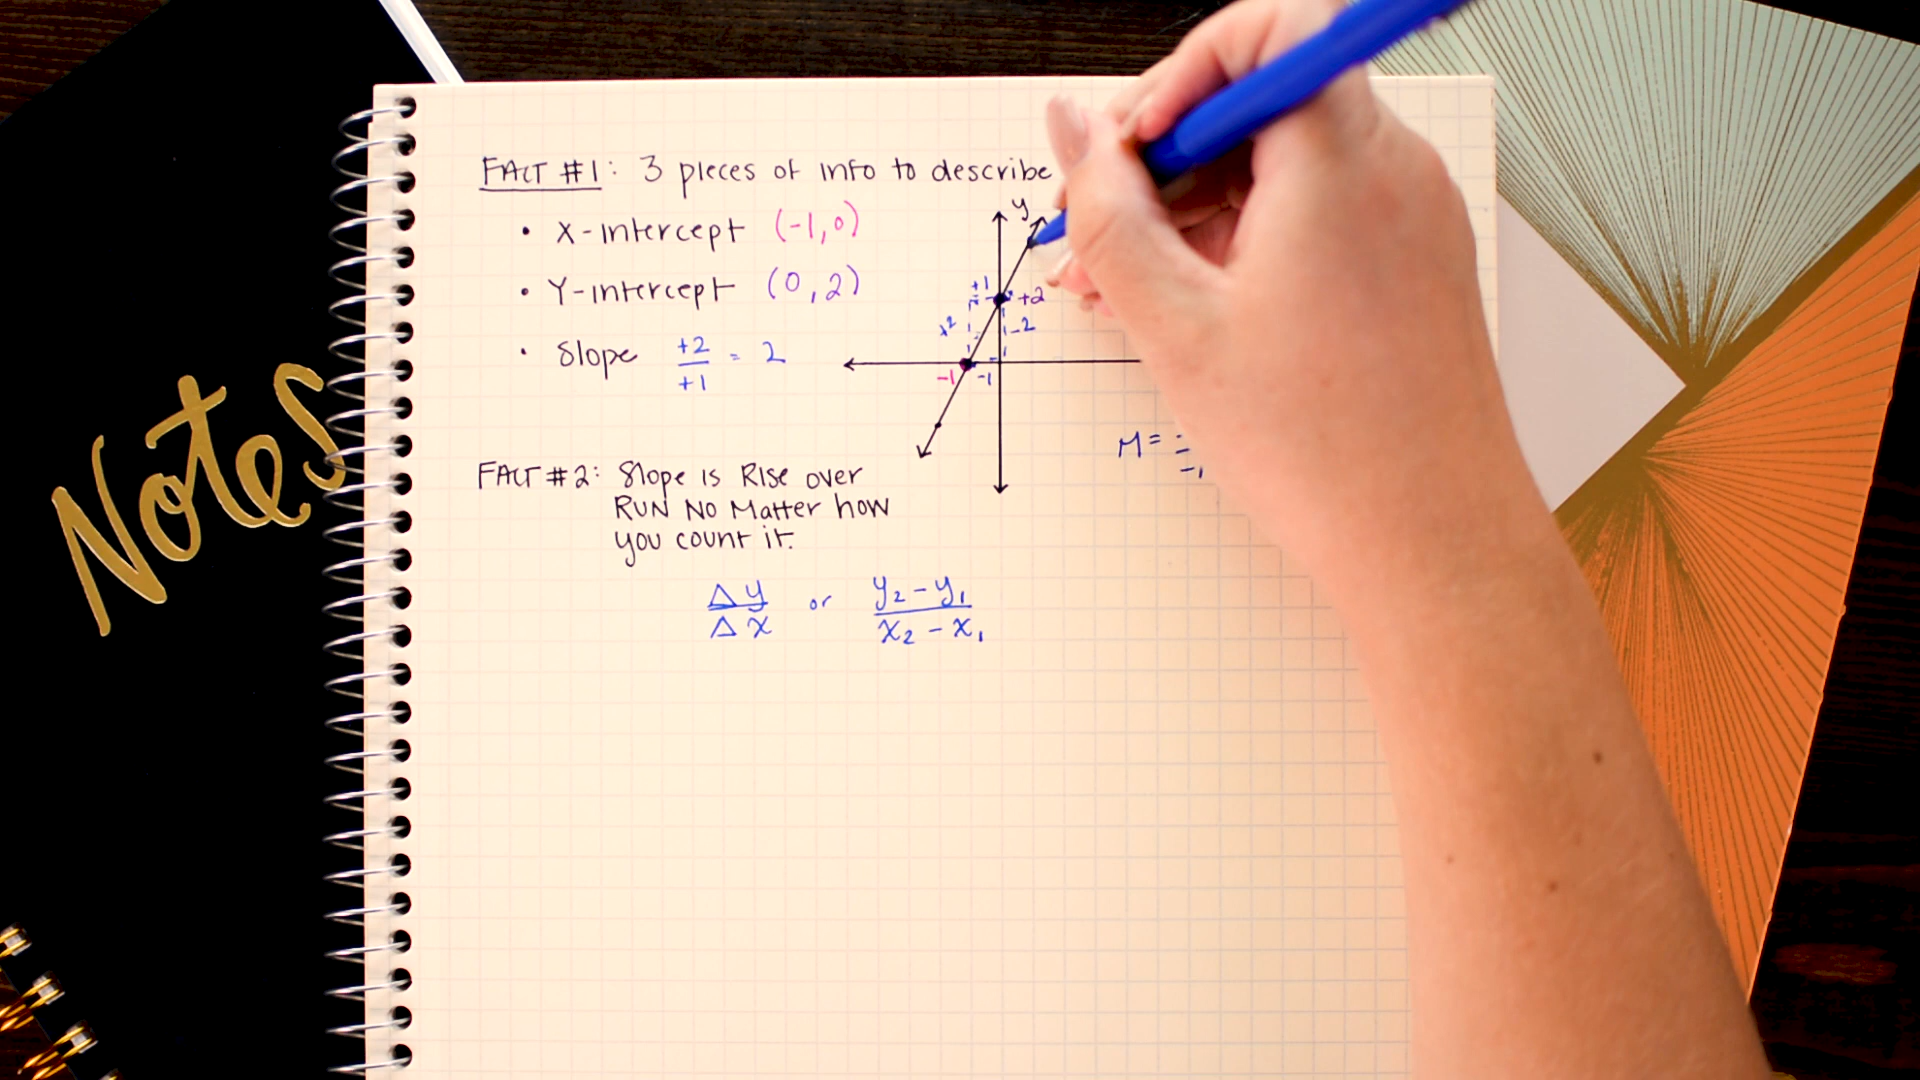 Notes
FACT #1: 3 pieces of info to describe
• X-intercept (-1,0)
• Y-intercept (0,2)
• Slope +2/+1 = 2
y
+1
+2
+2
-2
-1
-1
M =
FACT #2: Slope is Rise over
RUN No Matter how
you count it.
Δy/Δx or y₂-y₁/x₂-x₁